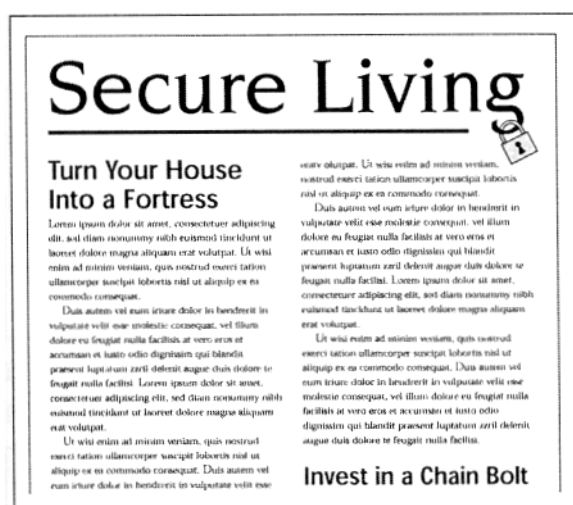 Secure Living
Turn Your House
Into a Fortress
Lorem ipsum dolor sit amet, consectetuer adipiscing
elit, sed diam nonummy nibh euismod tincidunt ut
laoreet dolore magna aliquam erat volutpat. Ut wisi
enim ad minim veniam, quis nostrud exerci tation
ullamcorper suscipit lobortis nisl ut aliquip ex ea
commodo consequat.
Duis autem vel eum iriure dolor in hendrerit in
vulputate velit esse molestie consequat, vel illum
dolore eu feugiat nulla facilisis at vero eros et
accumsan et iusto odio dignissim qui blandit
praesent luptatum zzril delenit augue duis dolore te
feugait nulla facilisi. Lorem ipsum dolor sit amet,
consectetuer adipiscing elit, sed diam nonummy nibh
euismod tincidunt ut laoreet dolore magna aliquam
erat volutpat.
Ut wisi enim ad minim veniam, quis nostrud
exerci tation ullamcorper suscipit lobortis nisl ut
aliquip ex ea commodo consequat. Duis autem vel
eum iriure dolor in hendrerit in vulputate velit esse
olutpat. Ut wisi enim ad minim veniam,
nostrud exerci tation ullamcorper suscipit lobortis
nisl ut aliquip ex ea commodo consequat.
Duis autem vel eum iriure dolor in hendrerit in
vulputate velit esse molestie consequat, vel illum
dolore eu feugiat nulla facilisis at vero eros et
accumsan et iusto odio dignissim qui blandit
praesent luptatum zzril delenit augue duis dolore te
feugait nulla facilisi. Lorem ipsum dolor sit amet,
consectetuer adipiscing elit, sed diam nonummy nibh
euismod tincidunt ut laoreet dolore magna aliquam
erat volutpat.
Ut wisi enim ad minim veniam, quis nostrud
exerci tation ullamcorper suscipit lobortis nisl ut
aliquip ex ea commodo consequat. Duis autem vel
eum iriure dolor in hendrerit in vulputate velit esse
molestie consequat, vel illum dolore eu feugiat nulla
facilisis at vero eros et accumsan et iusto odio
dignissim qui blandit praesent luptatum zzril delenit
augue duis dolore te feugait nulla facilisi.
Invest in a Chain Bolt